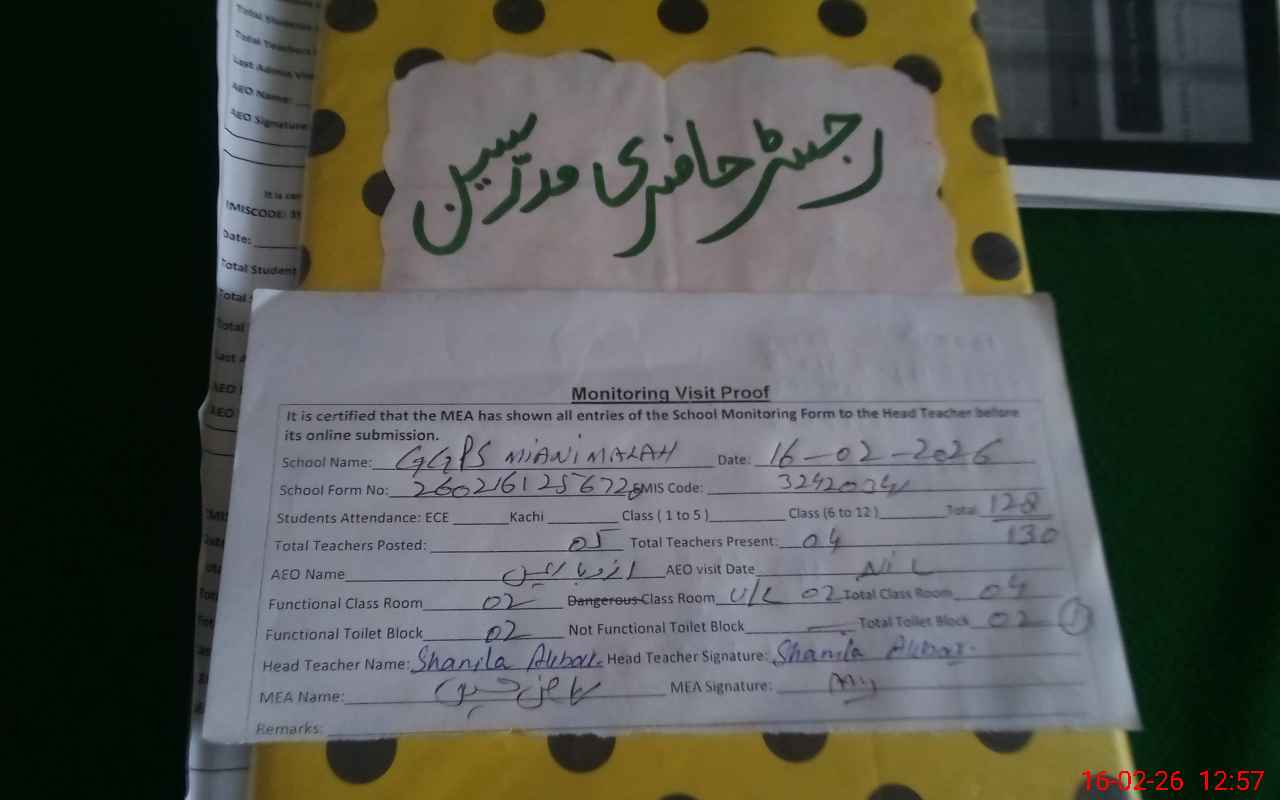 Total Students
Total Teachers
Last Admin Vis
AEO Name:
AEO Signature
It is cer
Date:
Total Student
Total
Total
Last A
AEO
AEO
رجسٹر حاضری مدرسین
Monitoring Visit Proof
It is certified that the MEA has shown all entries of the School Monitoring Form to the Head Teacher before
its online submission.
School Name: GGPS MIANI MALAH Date: 16-02-2026
School Form No: EMIS Code:
Students Attendance: ECE Kachi Class ( 1 to 5 ) Class (6 to 12 ) Total 128
130
Total Teachers Posted: 05 Total Teachers Present: 04
AEO Name AEO visit Date NIL
Functional Class Room 02 Dangerous Class Room U/C 02 Total Class Room 04
Functional Toilet Block 02 Not Functional Toilet Block — Total Toilet Block 02
Head Teacher Name: Shanila Akbar. Head Teacher Signature: Shanila Akbar.
MEA Name: MEA Signature:
Remarks:
16-02-26 12:57